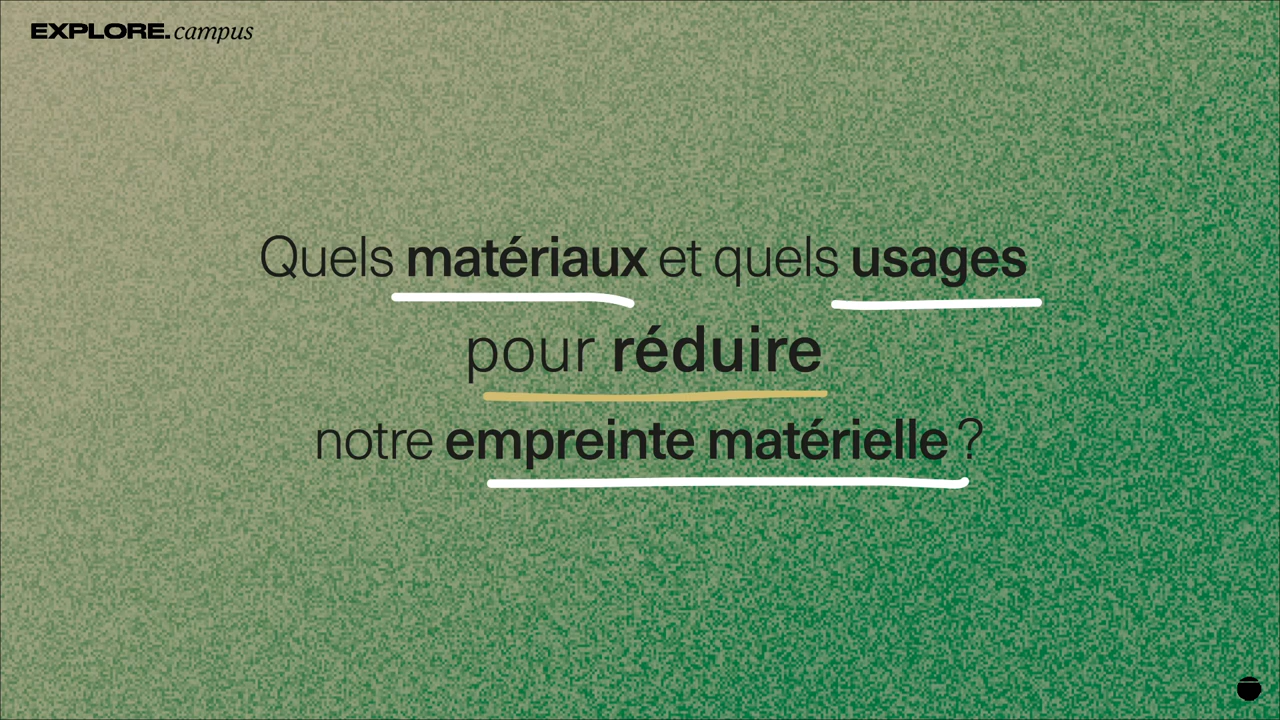 EXPLORE.campus
Quels matériaux et quels usages
pour réduire
notre empreinte matérielle ?